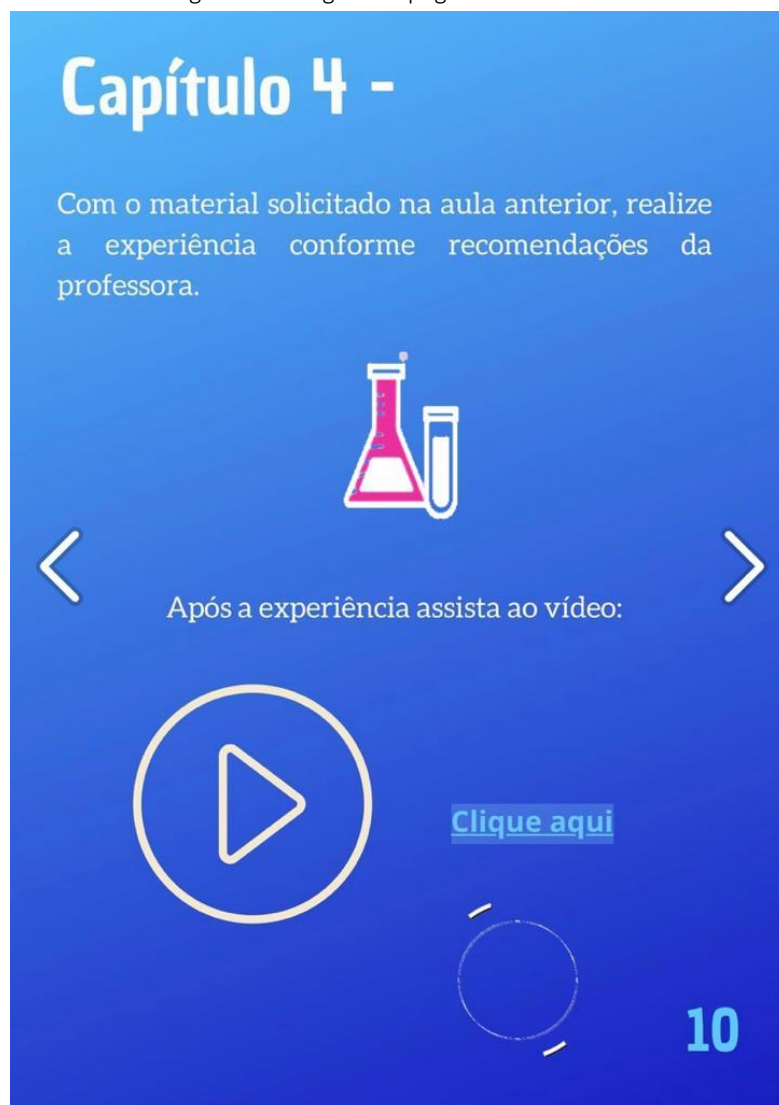 Capítulo 4 -
Com o material solicitado na aula anterior, realize
a experiência conforme recomendações da
professora.
Após a experiência assista ao vídeo:
Clique aqui
10